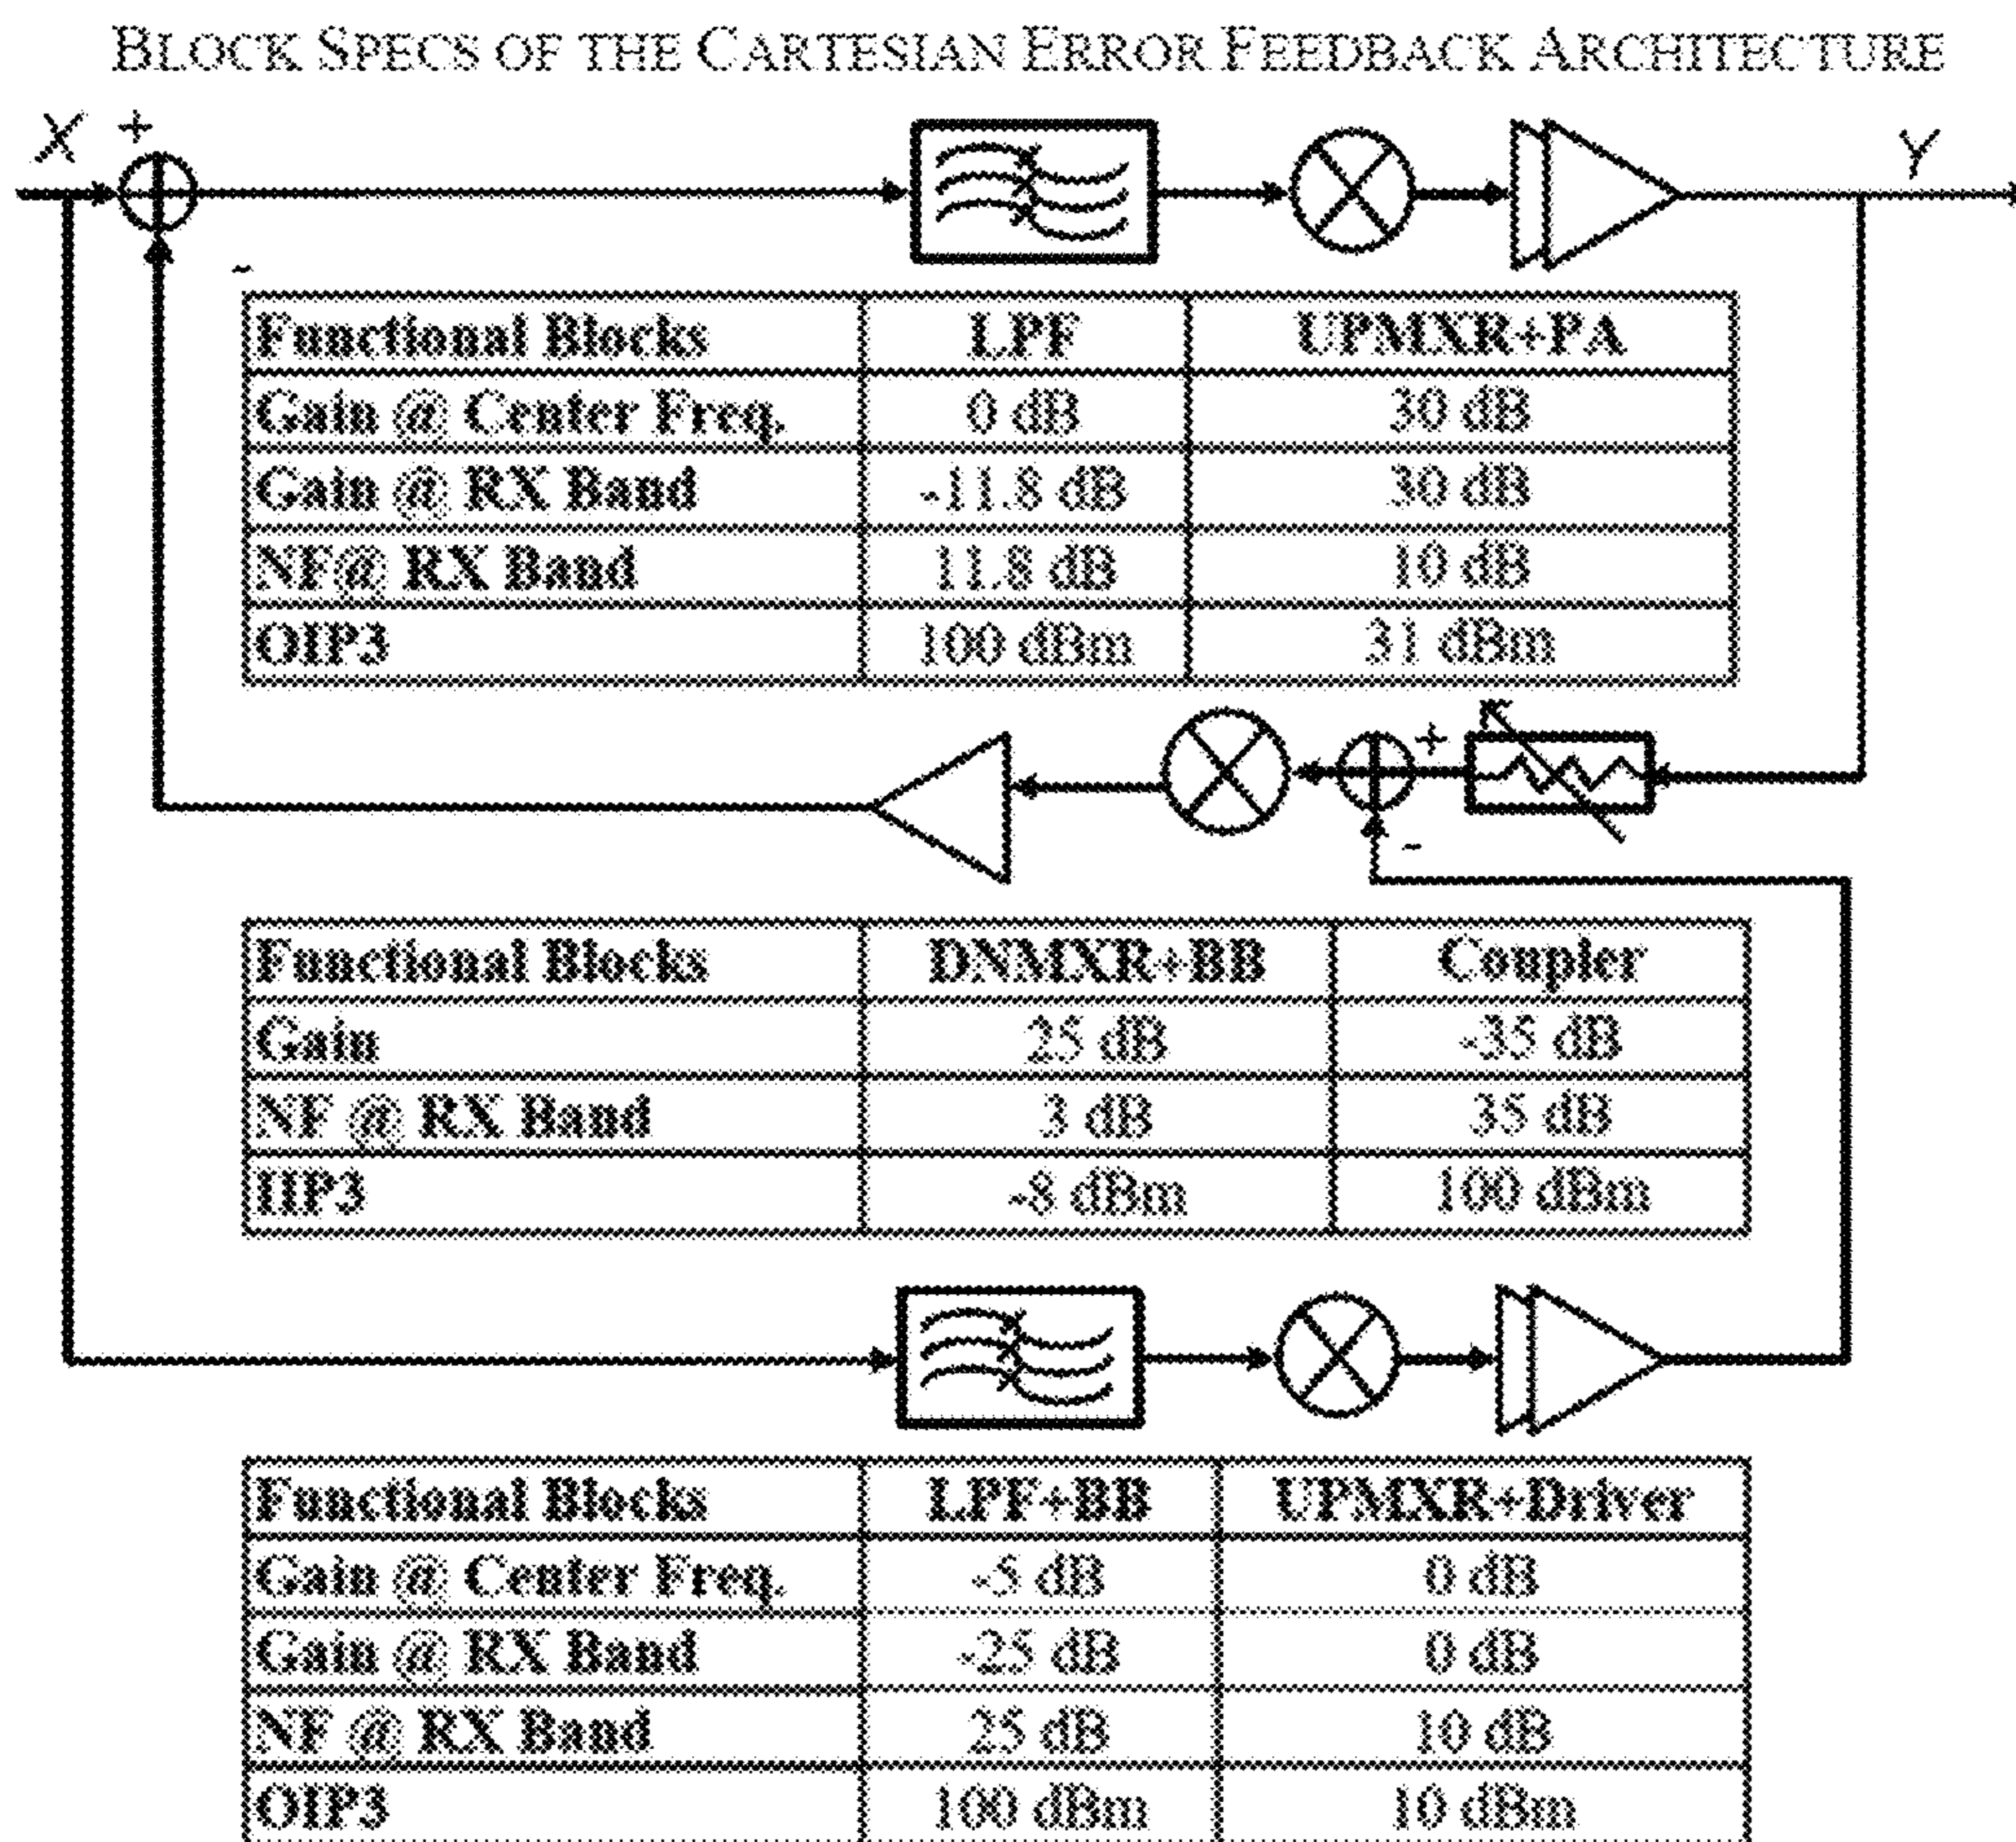 BLOCK SPECS OF THE CARTESIAN ERROR FEEDBACK ARCHITECTURE
X + Y
-
Functional Blocks LPF UPMXR+PA
Gain @ Center Freq. 0 dB 30 dB
Gain @ RX Band -11.8 dB 30 dB
NF@ RX Band 11.8 dB 10 dB
OIP3 100 dBm 31 dBm
+
-
Functional Blocks DNMXR+BB Coupler
Gain 25 dB -35 dB
NF @ RX Band 3 dB 35 dB
IIP3 -8 dBm 100 dBm
Functional Blocks LPF+BB UPMXR+Driver
Gain @ Center Freq. -5 dB 0 dB
Gain @ RX Band -25 dB 0 dB
NF @ RX Band 25 dB 10 dB
OIP3 100 dBm 10 dBm